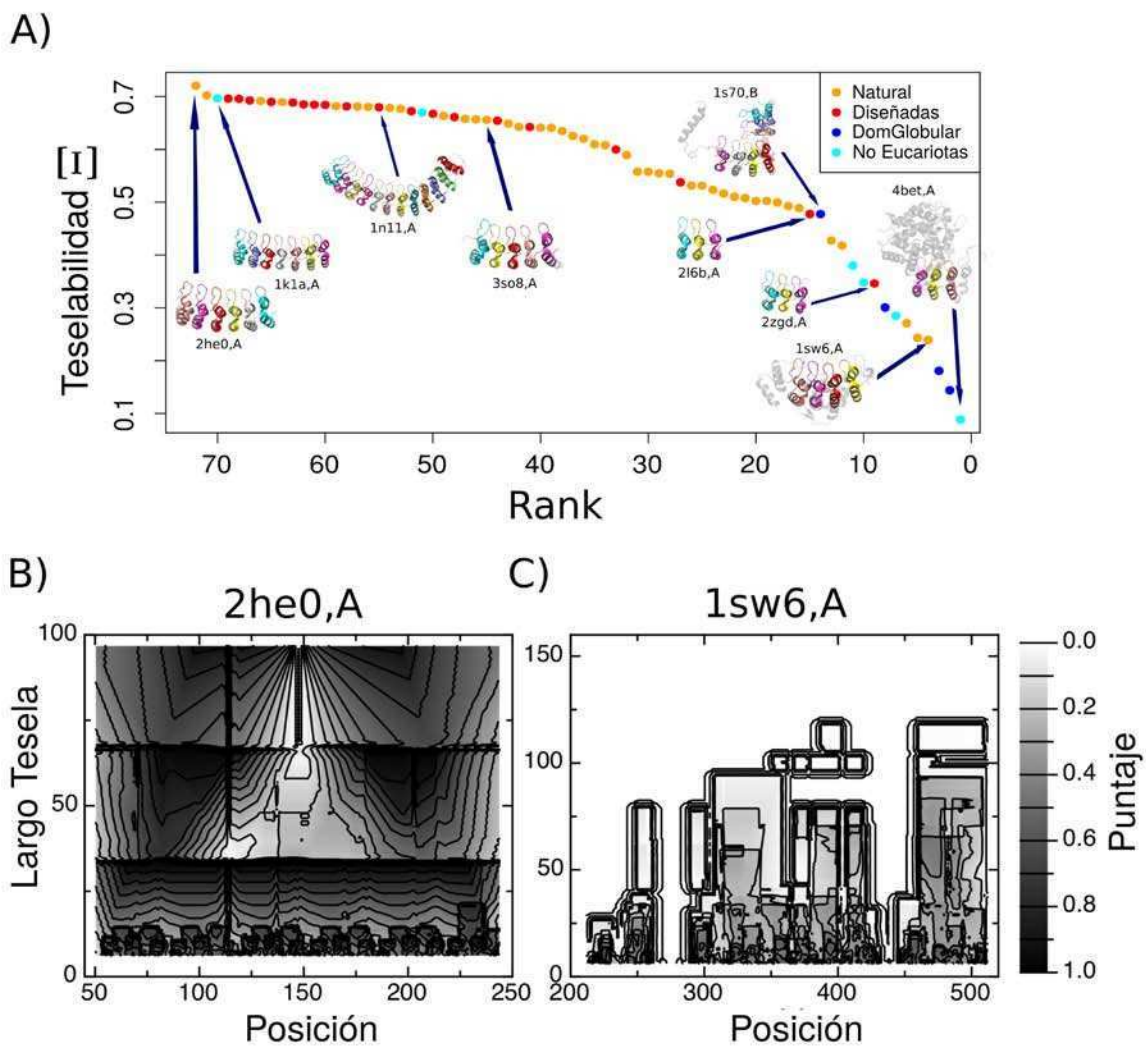 A)
Teselabilidad Ξ
0.7
0.5
0.3
0.1
Natural
Diseñadas
DomGlobular
No Eucariotas
1s70,B
4bet,A
1n11,A
1k1a,A
3so8,A
2l6b,A
2he0,A
2zgd,A
1sw6,A
70 60 50 40 30 20 10 0
Rank
B)
2he0,A
Largo Tesela
100
50
0
50 100 150 200 250
Posición
C)
1sw6,A
150
100
50
0
200 300 400 500
Posición
0.0
0.2
0.4
0.6
0.8
1.0
Puntaje